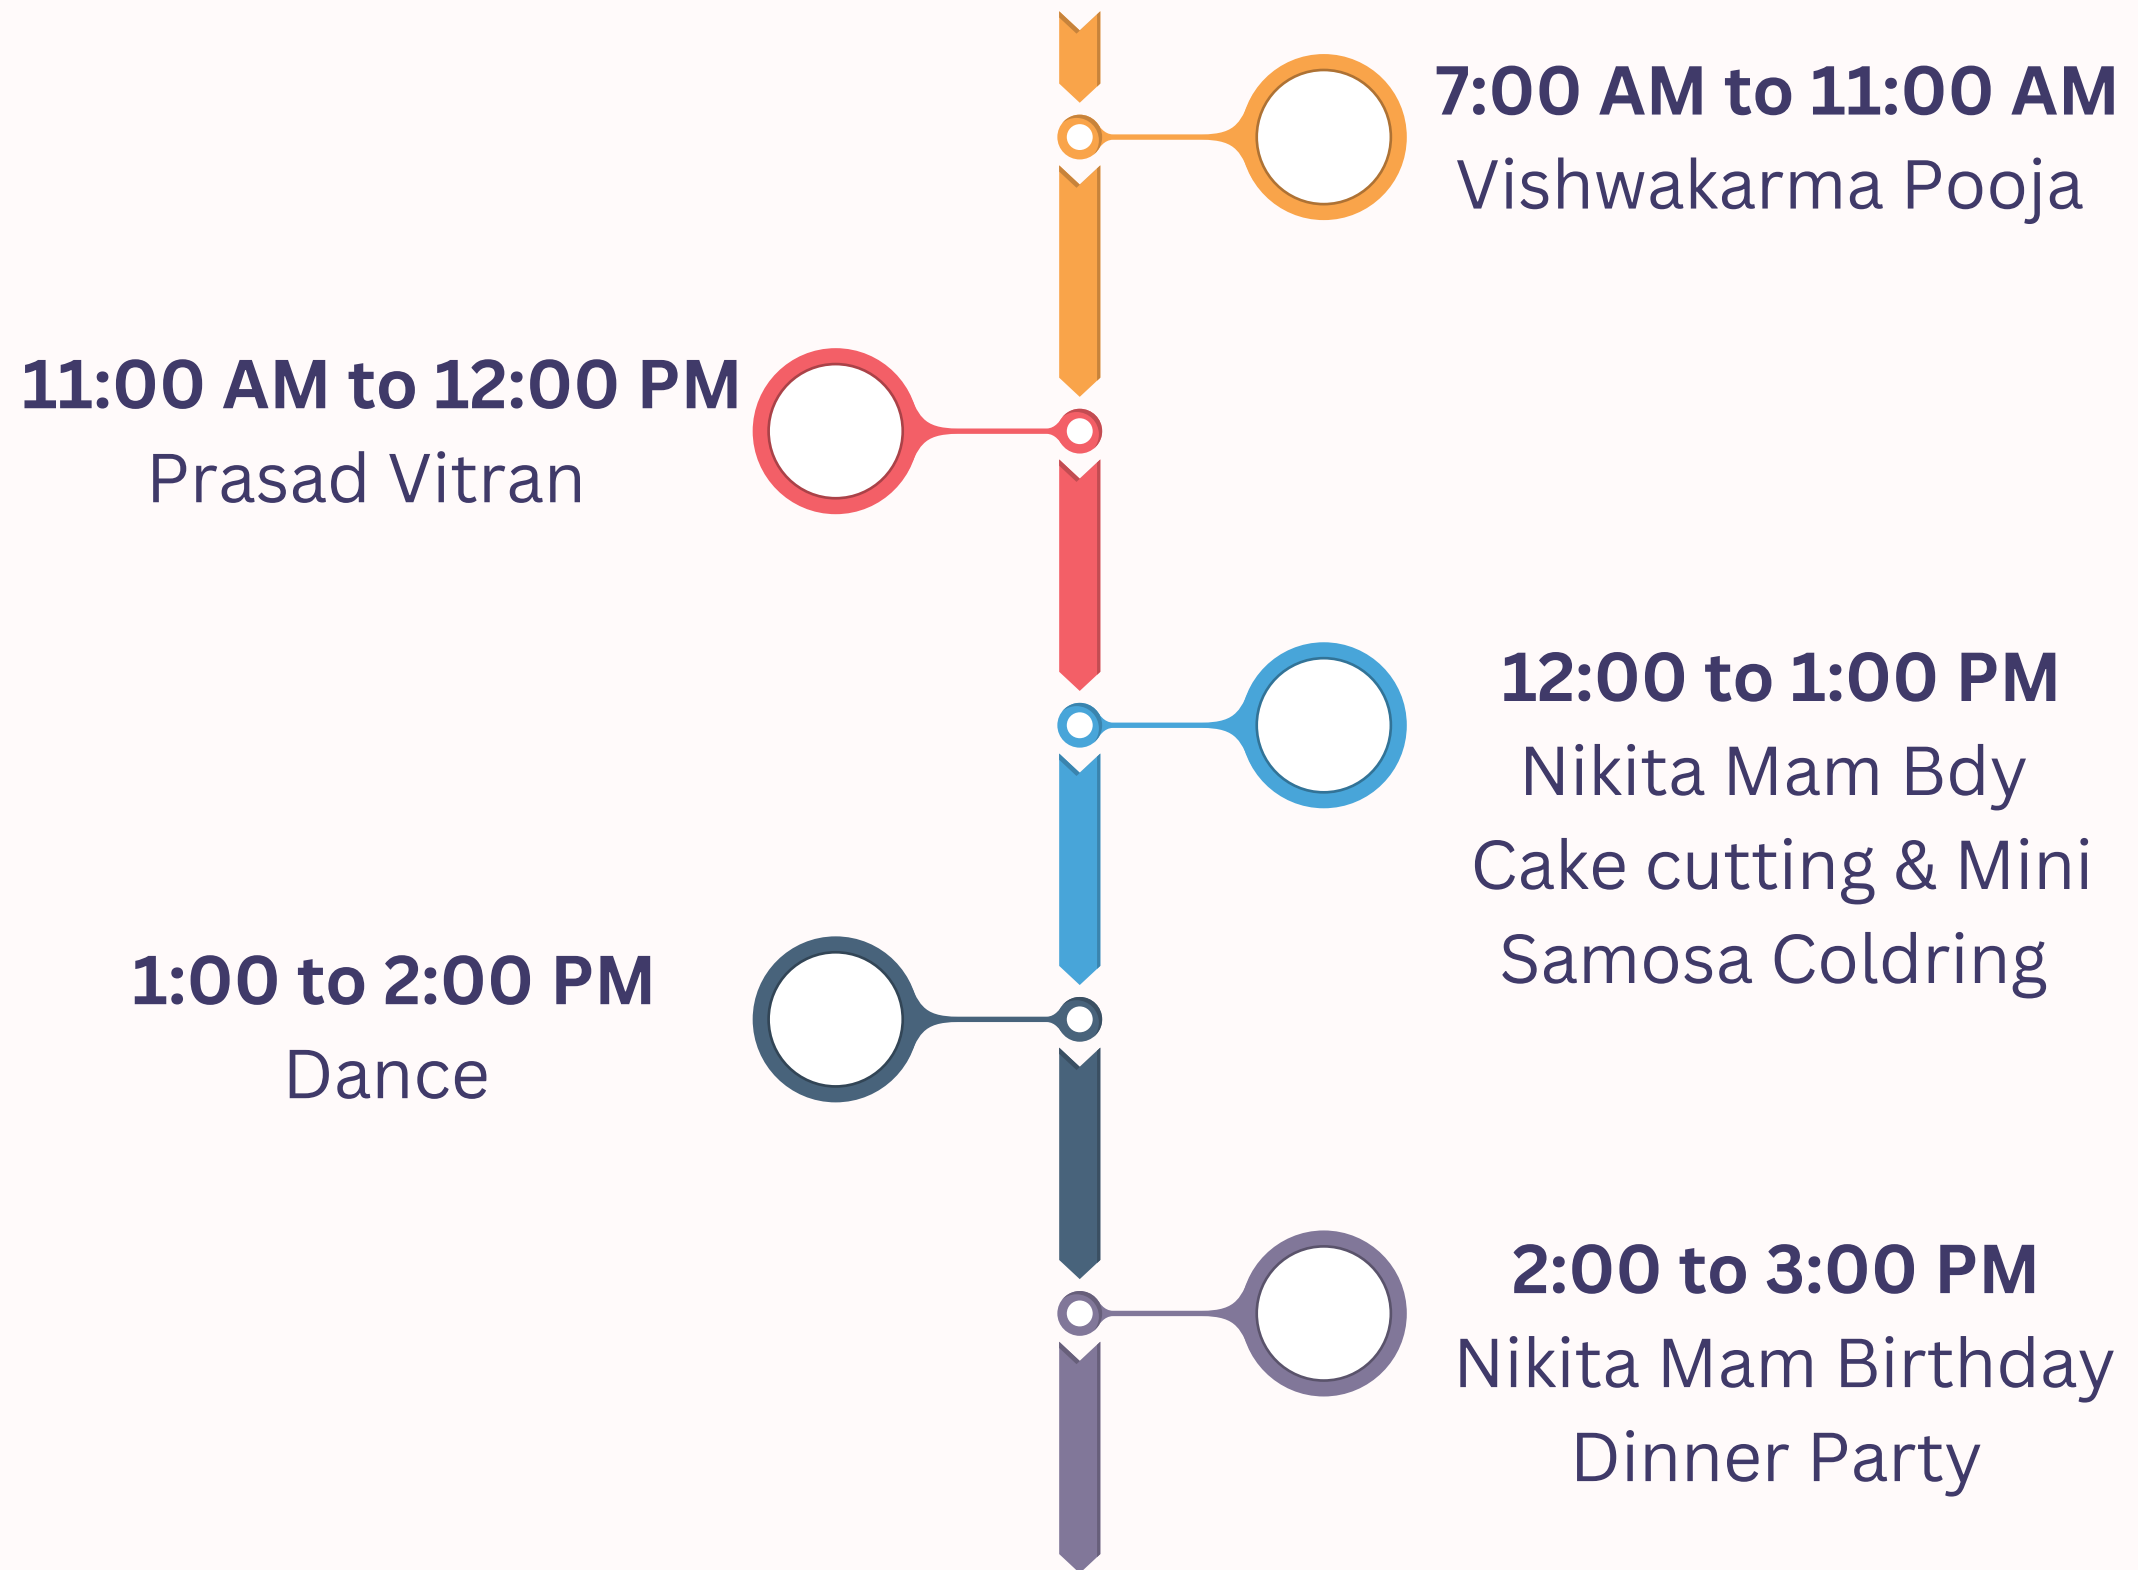 7:00 AM to 11:00 AM
Vishwakarma Pooja
11:00 AM to 12:00 PM
Prasad Vitran
12:00 to 1:00 PM
Nikita Mam Bdy
Cake cutting & Mini
Samosa Coldring
1:00 to 2:00 PM
Dance
2:00 to 3:00 PM
Nikita Mam Birthday
Dinner Party